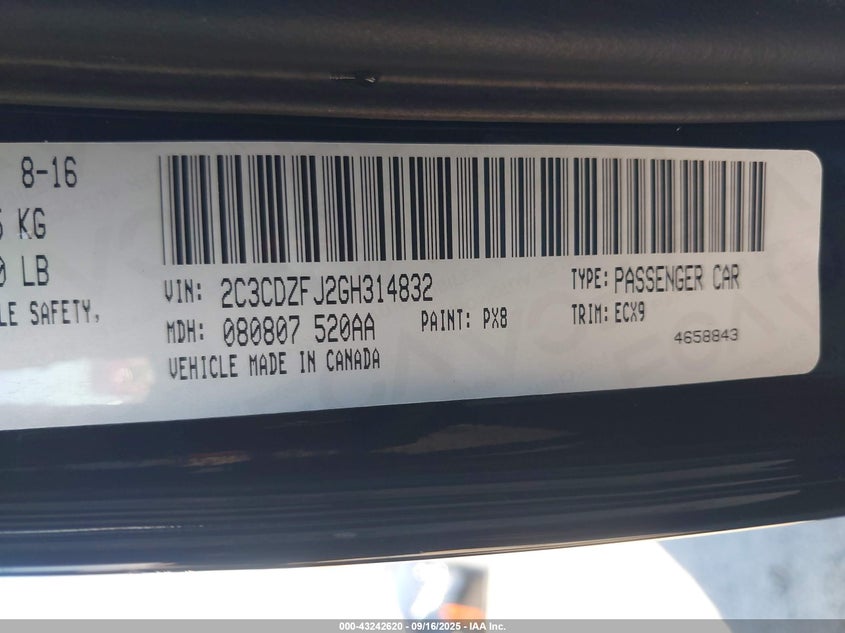 8-16
KG
LB
LE SAFETY,
VIN: 2C3CDZFJ2GH314832
TYPE: PASSENGER CAR
MDH: 080807 520AA
PAINT: PX8
TRIM: ECX9
VEHICLE MADE IN CANADA
4658843
000-43242620 - 09/16/2025 - IAA Inc.